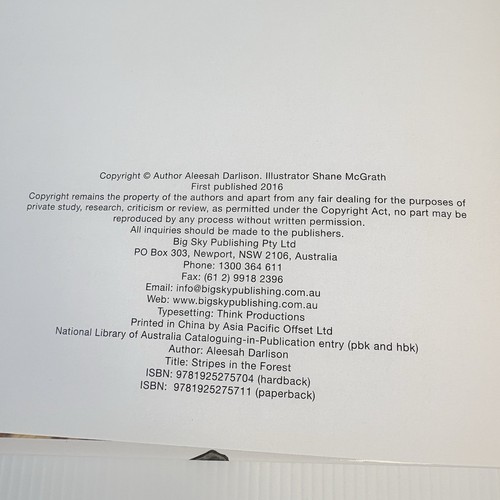 Copyright © Author Aleesah Darlison. Illustrator Shane McGrath
First published 2016
Copyright remains the property of the authors and apart from any fair dealing for the purposes of
private study, research, criticism or review, as permitted under the Copyright Act, no part may be
reproduced by any process without written permission.
All inquiries should be made to the publishers.
Big Sky Publishing Pty Ltd
PO Box 303, Newport, NSW 2106, Australia
Phone: 1300 364 611
Fax: (61 2) 9918 2396
Email: info@bigskypublishing.com.au
Web: www.bigskypublishing.com.au
Typesetting: Think Productions
Printed in China by Asia Pacific Offset Ltd
National Library of Australia Cataloguing-in-Publication entry (pbk and hbk)
Author: Aleesah Darlison
Title: Stripes in the Forest
ISBN: 9781925275704 (hardback)
ISBN: 9781925275711 (paperback)